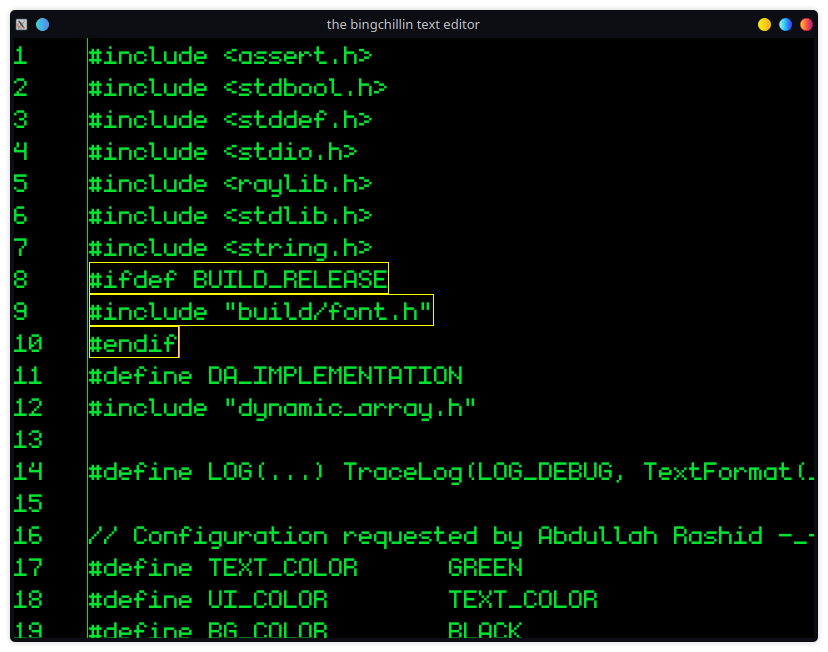 the bingchillin text editor
1 #include <assert.h>
2 #include <stdbool.h>
3 #include <stddef.h>
4 #include <stdio.h>
5 #include <raylib.h>
6 #include <stdlib.h>
7 #include <string.h>
8 #ifdef BUILD_RELEASE
9 #include "build/font.h"
10 #endif
11 #define DA_IMPLEMENTATION
12 #include "dynamic_array.h"
13
14 #define LOG(...) TraceLog(LOG_DEBUG, TextFormat(_
15
16 // Configuration requested by Abdullah Rashid -_-
17 #define TEXT_COLOR GREEN
18 #define UI_COLOR TEXT_COLOR
19 #define BG_COLOR BLACK